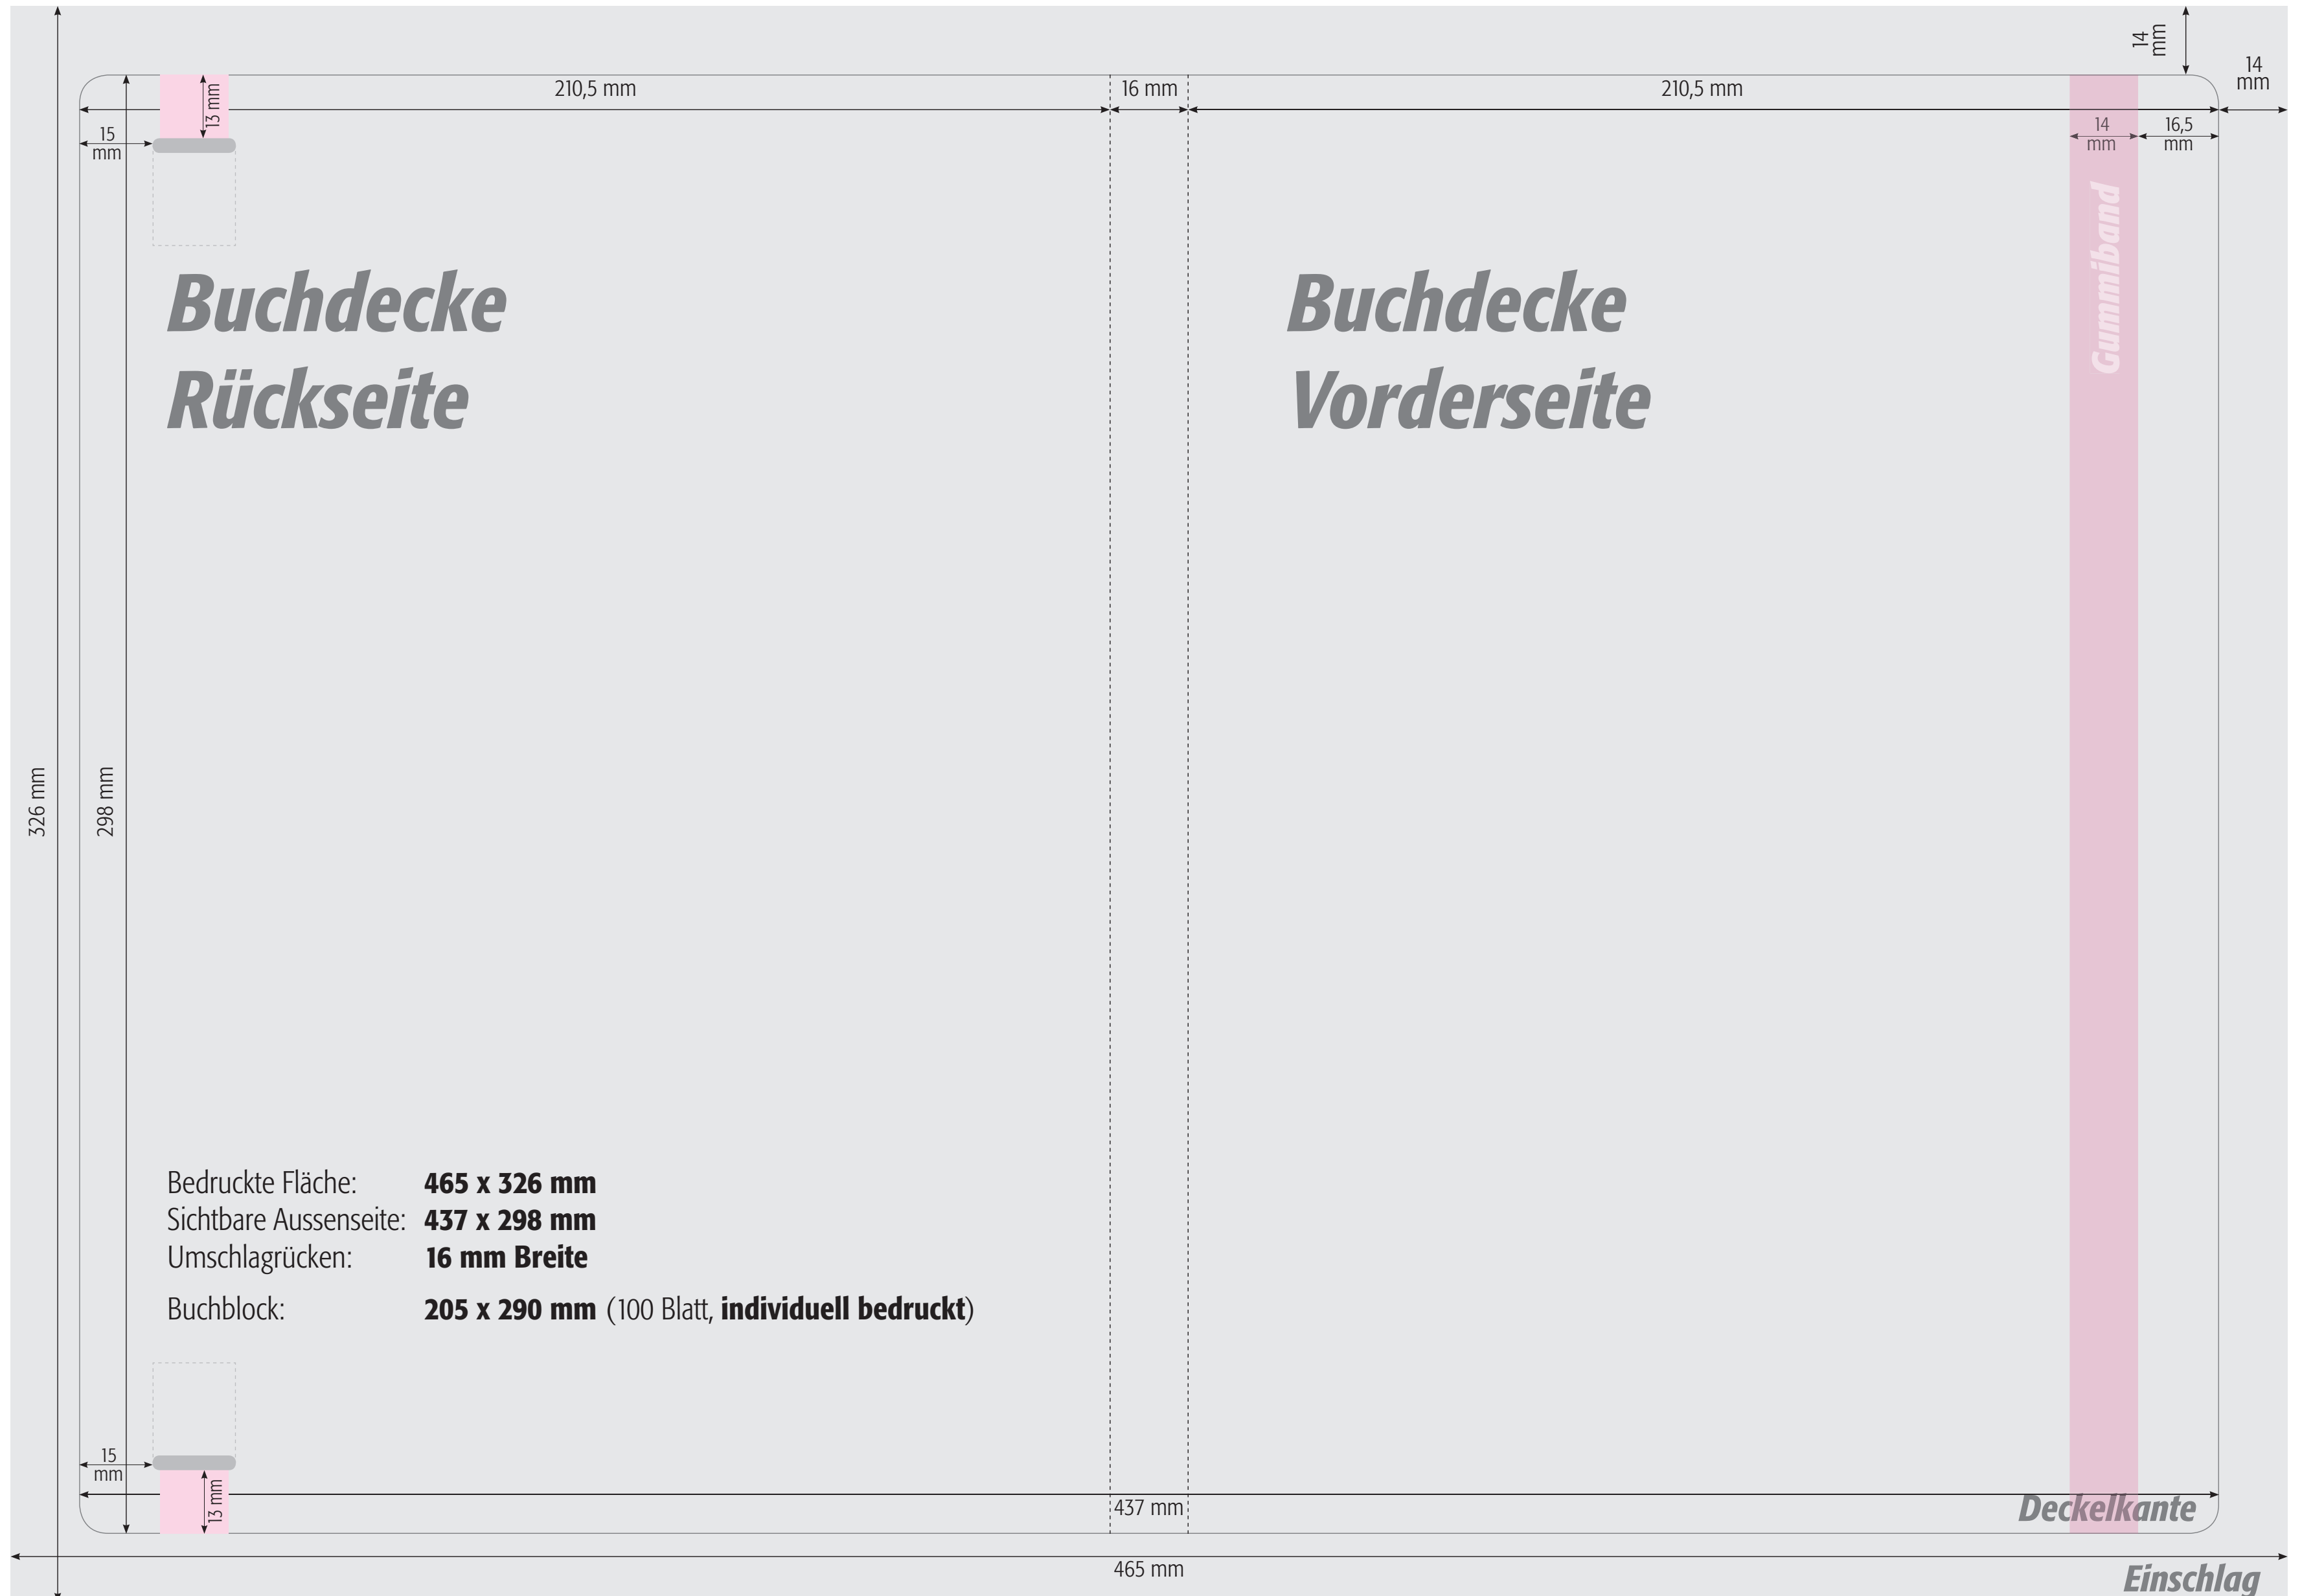 14
mm
14
mm
210,5 mm
16 mm
210,5 mm
13 mm
15
mm
14
mm
16,5
mm
Gummiband
Buchdecke
Rückseite
Buchdecke
Vorderseite
326 mm
298 mm
Bedruckte Fläche: 465 x 326 mm
Sichtbare Aussenseite: 437 x 298 mm
Umschlagrücken: 16 mm Breite
Buchblock: 205 x 290 mm (100 Blatt, individuell bedruckt)
15
mm
13 mm
437 mm
Deckelkante
465 mm
Einschlag